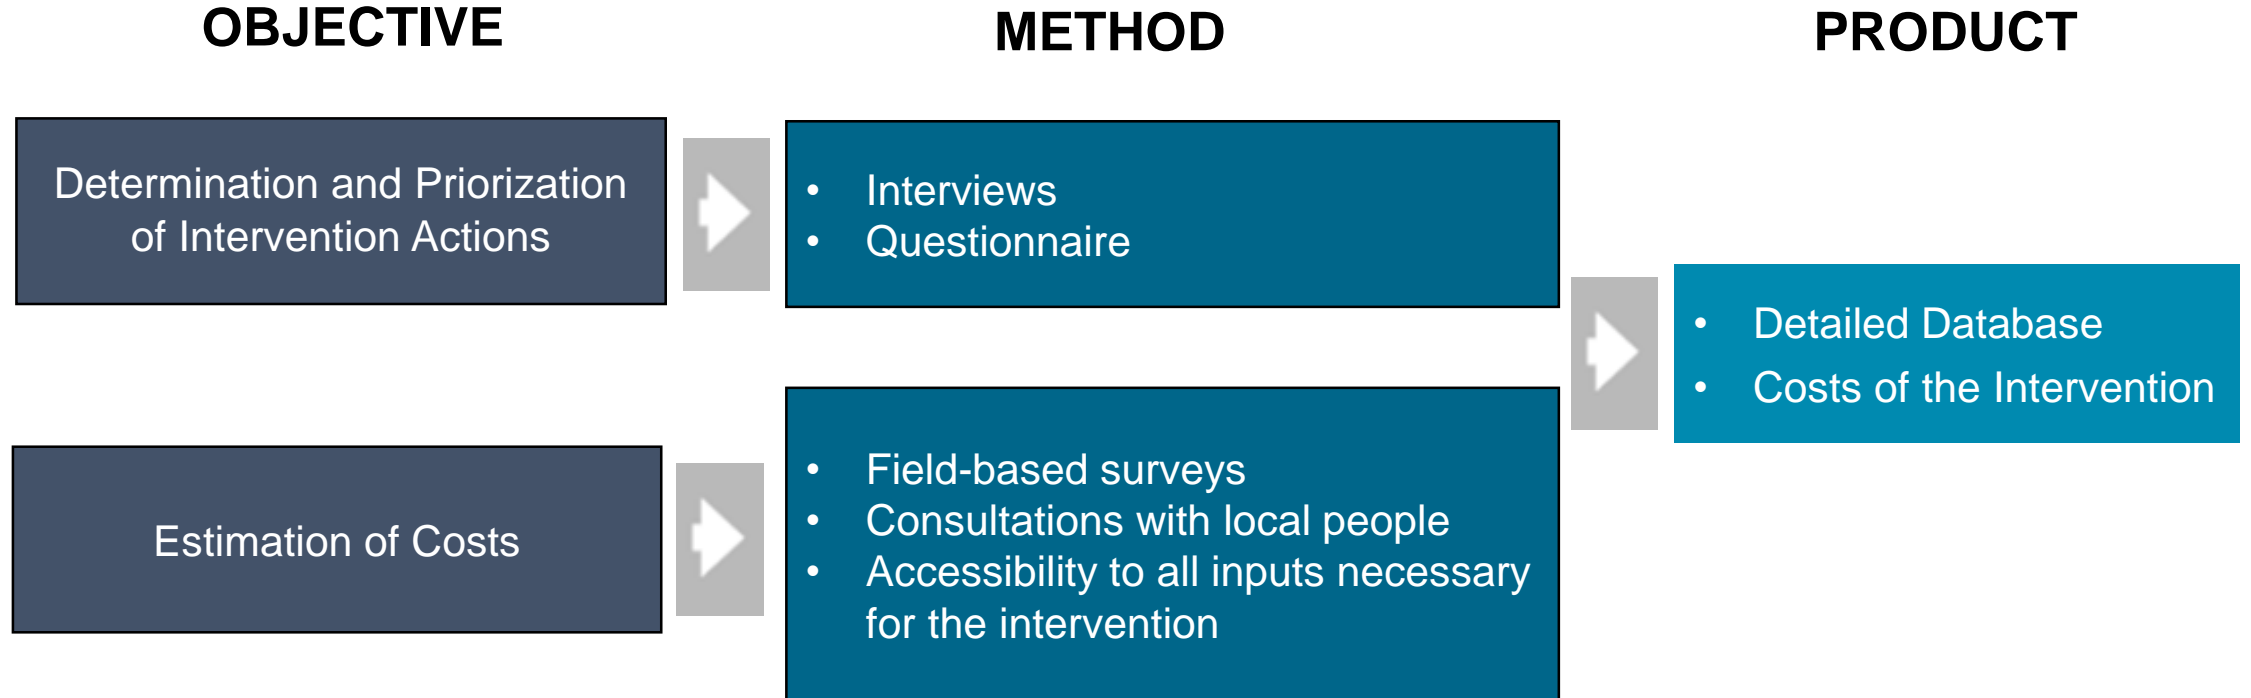 OBJECTIVE
METHOD
PRODUCT
Determination and Priorization
of Intervention Actions
• Interviews
• Questionnaire
• Detailed Database
• Costs of the Intervention
Estimation of Costs
• Field-based surveys
• Consultations with local people
• Accessibility to all inputs necessary
for the intervention